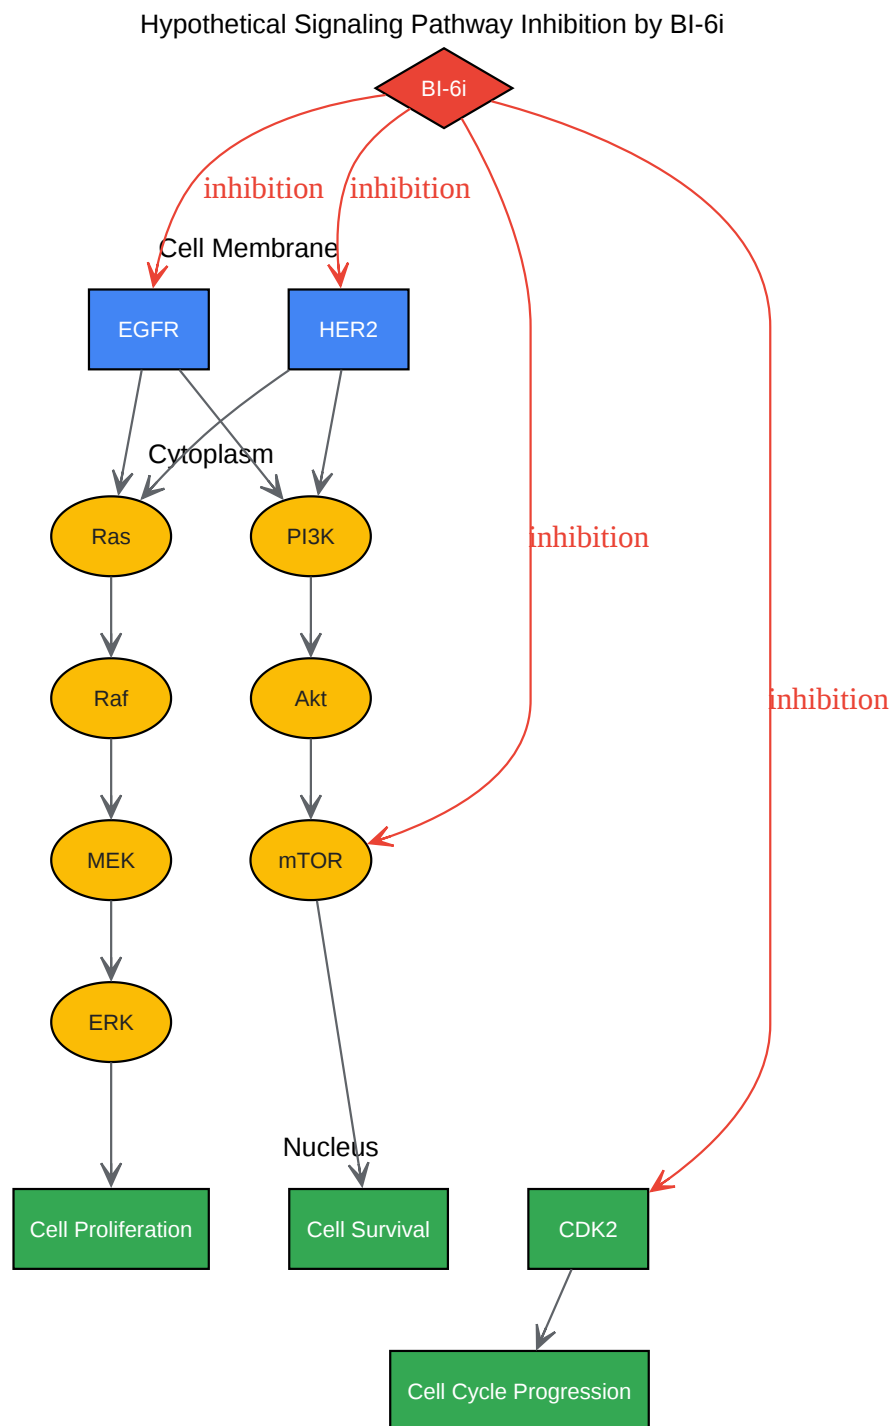 Hypothetical Signaling Pathway Inhibition by BI-6i
BI-6i
inhibition
inhibition
Cell Membrane
EGFR
HER2
Cytoplasm
Ras
PI3K
inhibition
Raf
Akt
inhibition
MEK
mTOR
ERK
Nucleus
Cell Proliferation
Cell Survival
CDK2
Cell Cycle Progression